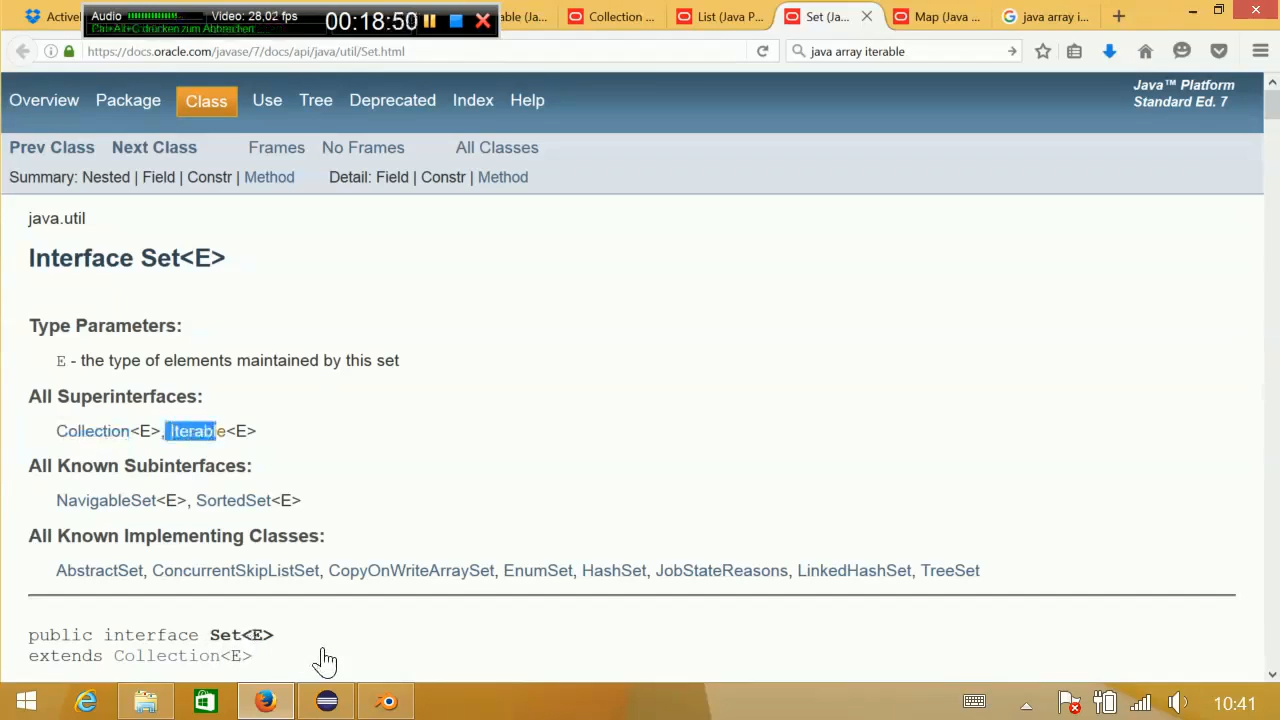 Activi
Audio
Video: 28,02 fps
00:18:50
Ctrl+Alt+C drücken zum Abbrechen
ble (Ja...
Collection ...
List (Java P...
Set (Ja...
Map (Java ...
java array i...
https://docs.oracle.com/javase/7/docs/api/java/util/Set.html
java array iterable
Overview Package Class Use Tree Deprecated Index Help
Java™ Platform
Standard Ed. 7
Prev Class Next Class Frames No Frames All Classes
Summary: Nested | Field | Constr | Method Detail: Field | Constr | Method
java.util
Interface Set<E>
Type Parameters:
E - the type of elements maintained by this set
All Superinterfaces:
Collection<E>, Iterable<E>
All Known Subinterfaces:
NavigableSet<E>, SortedSet<E>
All Known Implementing Classes:
AbstractSet, ConcurrentSkipListSet, CopyOnWriteArraySet, EnumSet, HashSet, JobStateReasons, LinkedHashSet, TreeSet
public interface Set<E>
extends Collection<E>
10:41